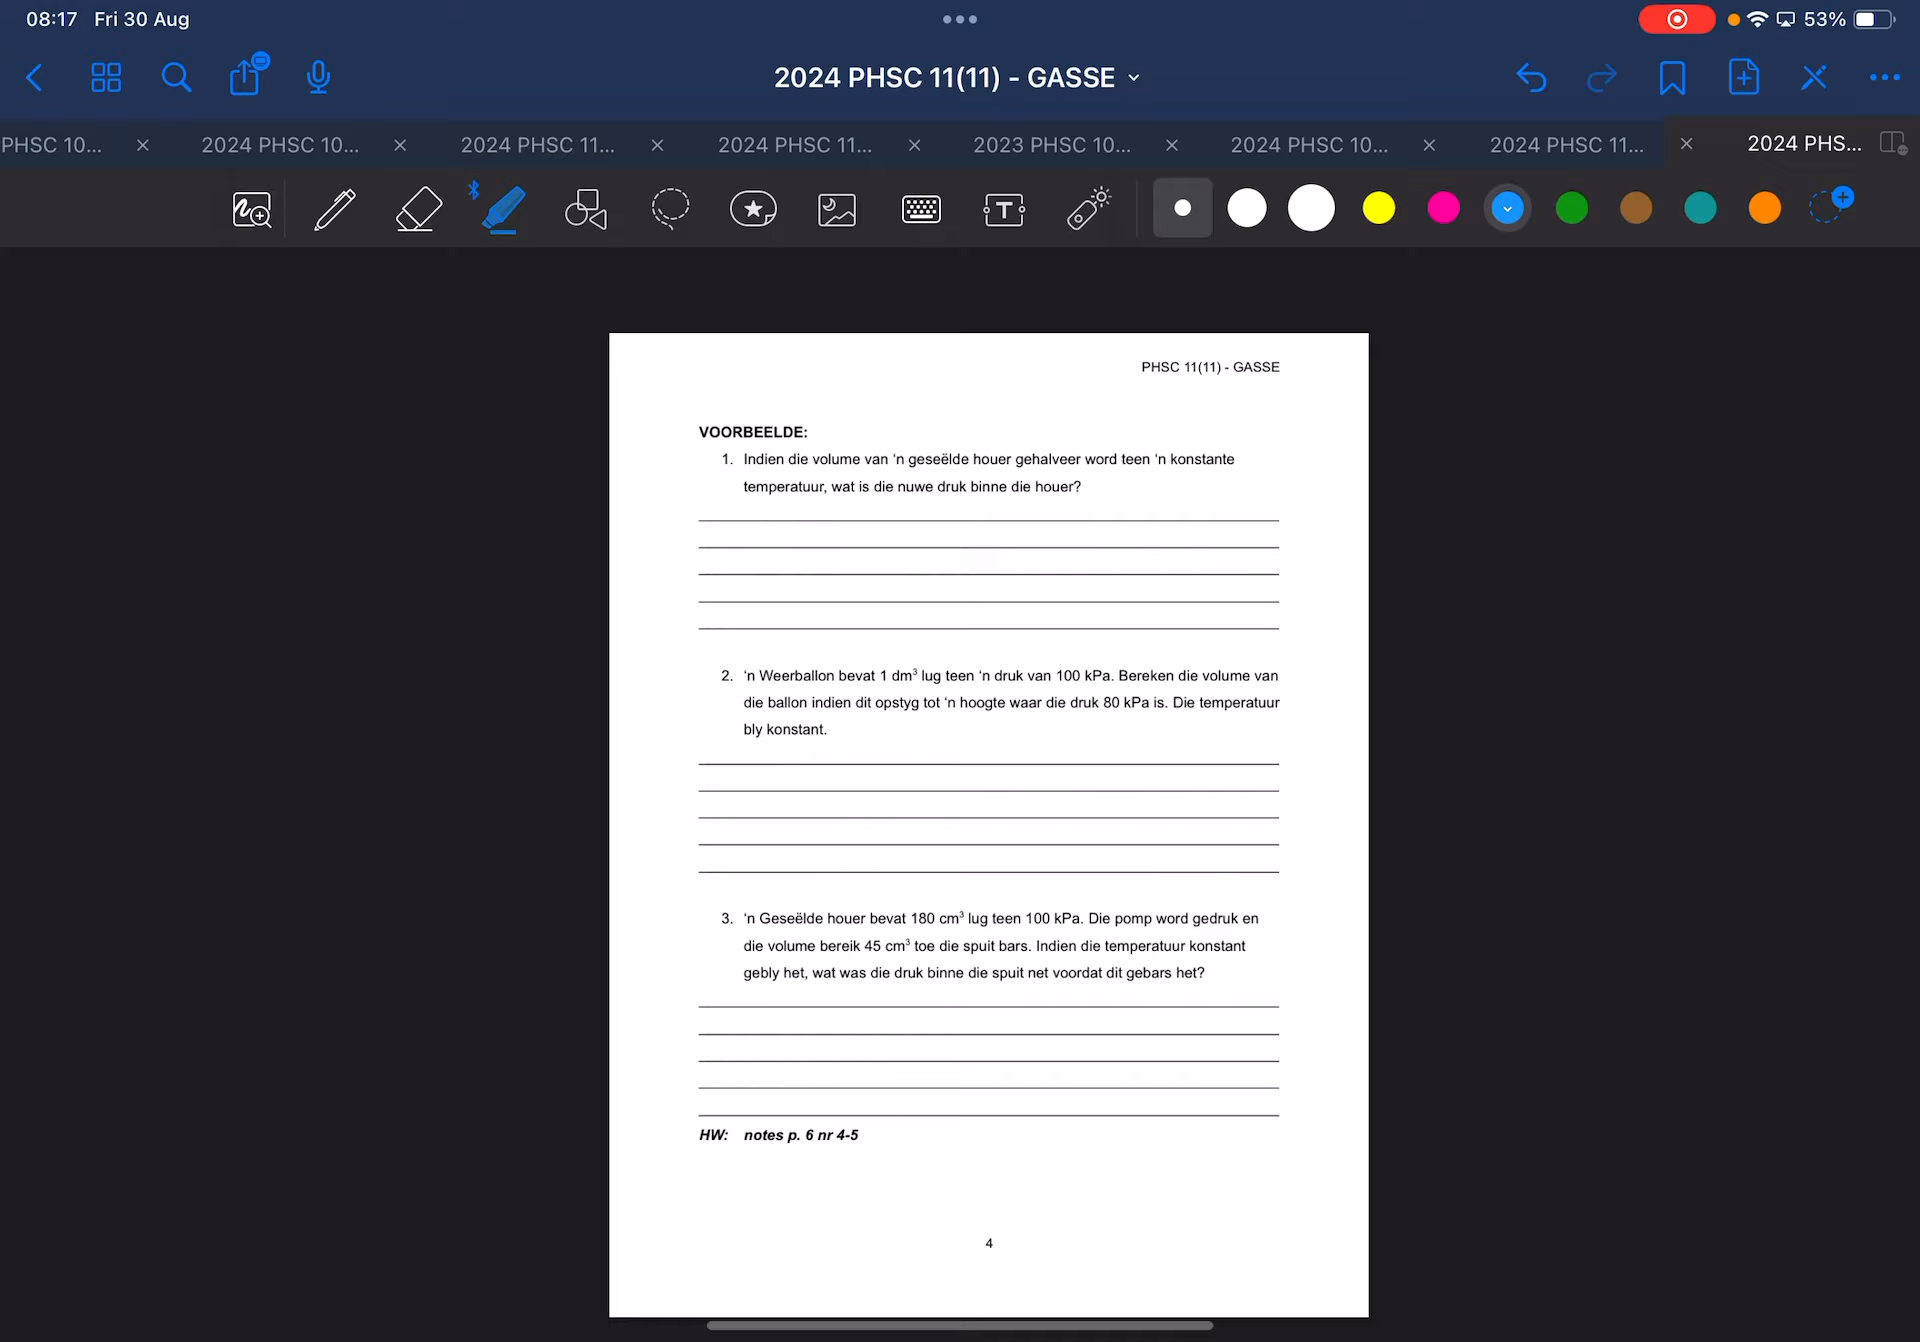 08:17 Fri 30 Aug
53%
2024 PHSC 11(11) - GASSE
PHSC 10...
2024 PHSC 10...
2024 PHSC 11...
2024 PHSC 11...
2023 PHSC 10...
2024 PHSC 10...
2024 PHSC 11...
2024 PHS...
T
PHSC 11(11) - GASSE
VOORBEELDE:
1. Indien die volume van ‘n geseëlde houer gehalveer word teen ‘n konstante
temperatuur, wat is die nuwe druk binne die houer?
2. ‘n Weerballon bevat 1 dm³ lug teen ‘n druk van 100 kPa. Bereken die volume van
die ballon indien dit opstyg tot ‘n hoogte waar die druk 80 kPa is. Die temperatuur
bly konstant.
3. ‘n Geseëlde houer bevat 180 cm³ lug teen 100 kPa. Die pomp word gedruk en
die volume bereik 45 cm³ toe die spuit bars. Indien die temperatuur konstant
gebly het, wat was die druk binne die spuit net voordat dit gebars het?
HW: notes p. 6 nr 4-5
4